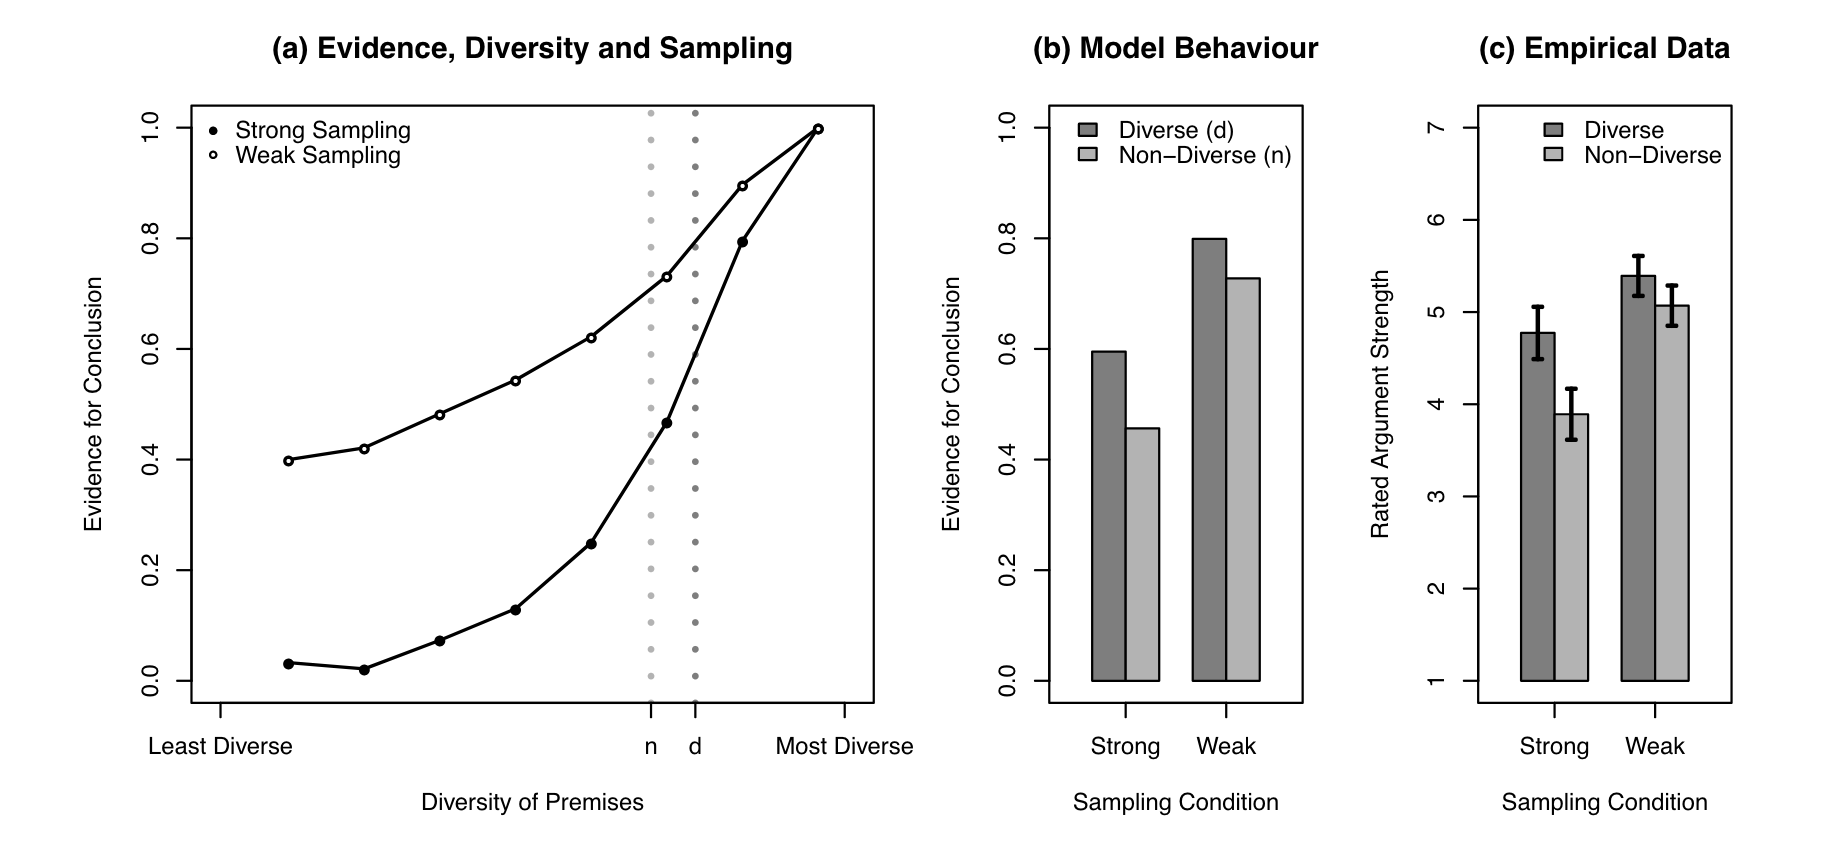 (a) Evidence, Diversity and Sampling
Strong Sampling
Weak Sampling
Evidence for Conclusion
1.0
0.8
0.6
0.4
0.2
0.0
Least Diverse
n
d
Most Diverse
Diversity of Premises
(b) Model Behaviour
Diverse (d)
Non−Diverse (n)
Evidence for Conclusion
1.0
0.8
0.6
0.4
0.2
0.0
Strong
Weak
Sampling Condition
(c) Empirical Data
Diverse
Non−Diverse
Rated Argument Strength
7
6
5
4
3
2
1
Strong
Weak
Sampling Condition